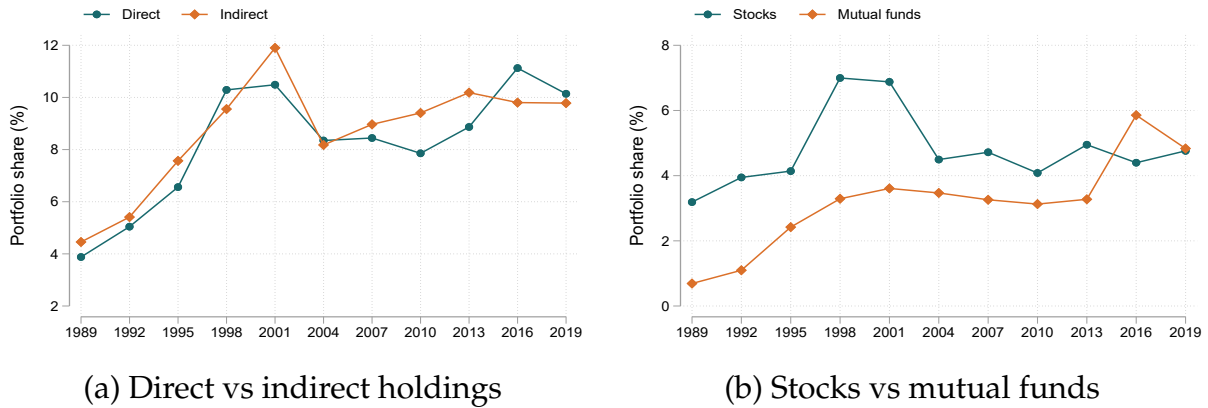 Direct Indirect
Portfolio share (%)
12
10
8
6
4
2
1989 1992 1995 1998 2001 2004 2007 2010 2013 2016 2019
(a) Direct vs indirect holdings
Stocks Mutual funds
Portfolio share (%)
8
6
4
2
0
1989 1992 1995 1998 2001 2004 2007 2010 2013 2016 2019
(b) Stocks vs mutual funds